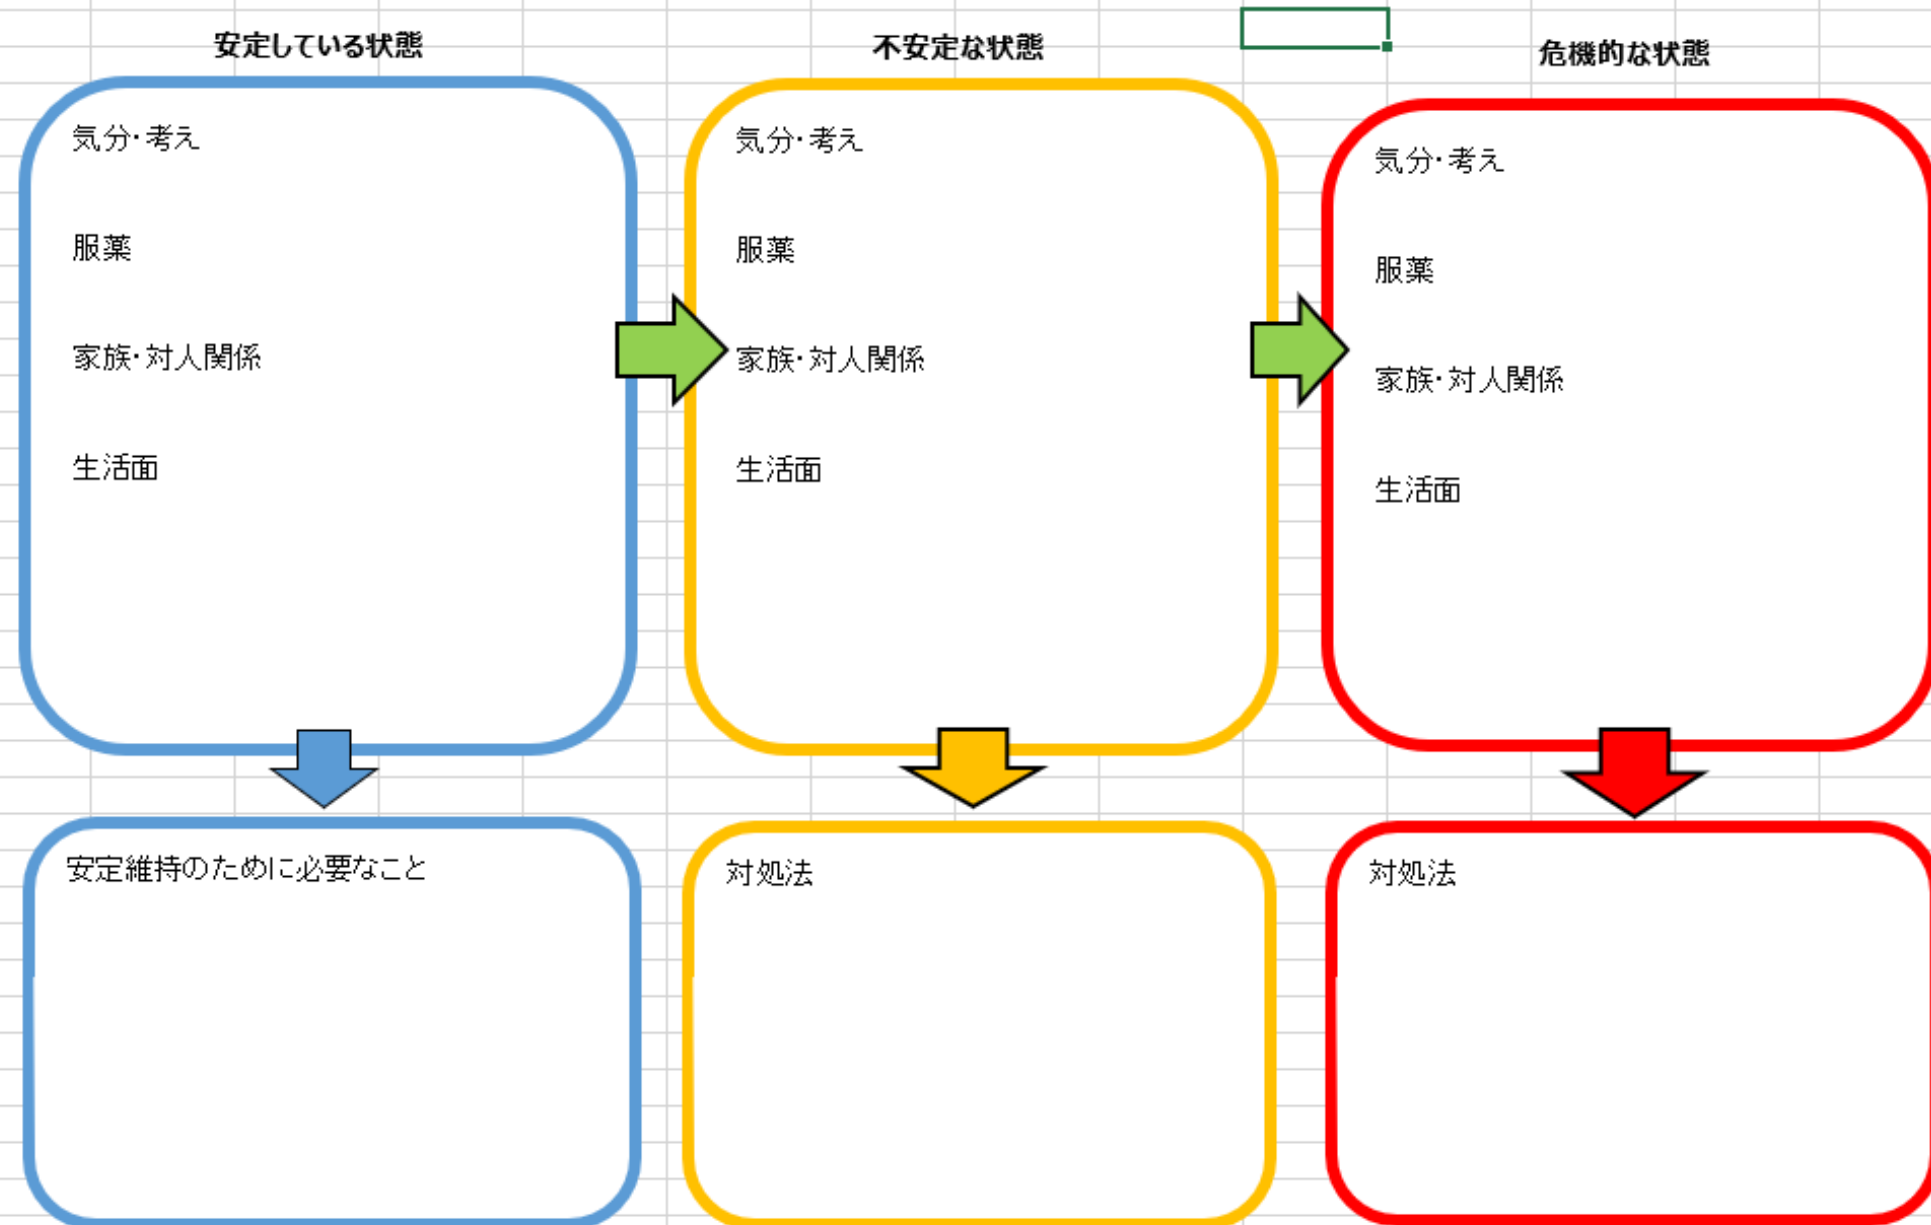 安定している状態
不安定な状態
危機的な状態
気分・考え
服薬
家族・対人関係
生活面
気分・考え
服薬
家族・対人関係
生活面
気分・考え
服薬
家族・対人関係
生活面
安定維持のために必要なこと
対処法
対処法